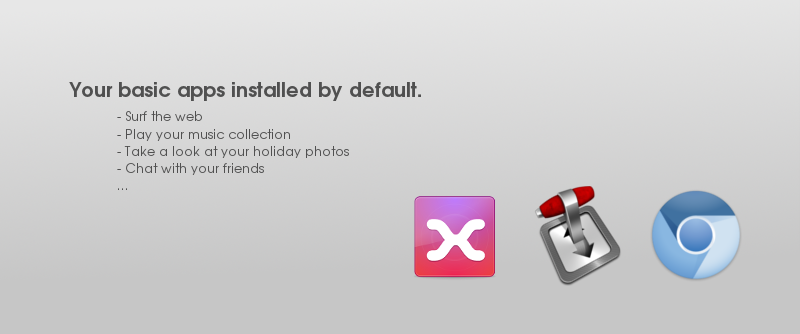 Your basic apps installed by default.
- Surf the web
- Play your music collection
- Take a look at your holiday photos
- Chat with your friends
...